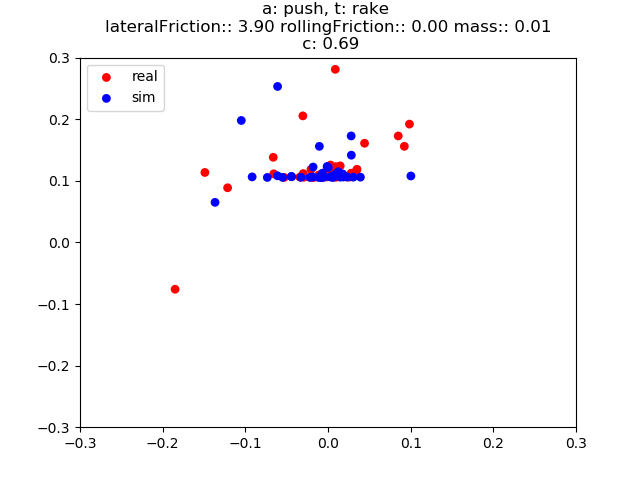 a: push, t: rake
lateralFriction:: 3.90 rollingFriction:: 0.00 mass:: 0.01
c: 0.69
real
sim
0.3
0.2
0.1
0.0
−0.1
−0.2
−0.3
−0.3 −0.2 −0.1 0.0 0.1 0.2 0.3